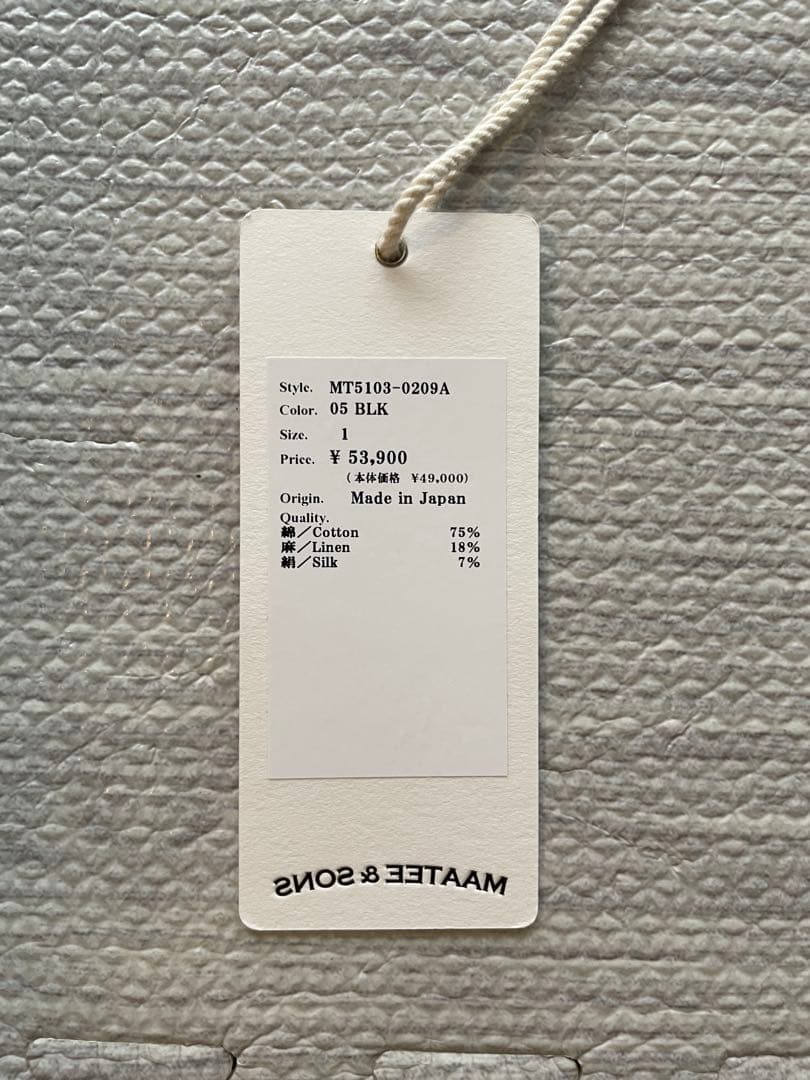 Style. MT5103-0209A
Color. 05 BLK
Size. 1
Price. ¥ 53,900
(本体価格 ¥49,000)
Origin. Made in Japan
Quality.
綿／Cotton 75%
麻／Linen 18%
絹／Silk 7%
MAATEE & SONS